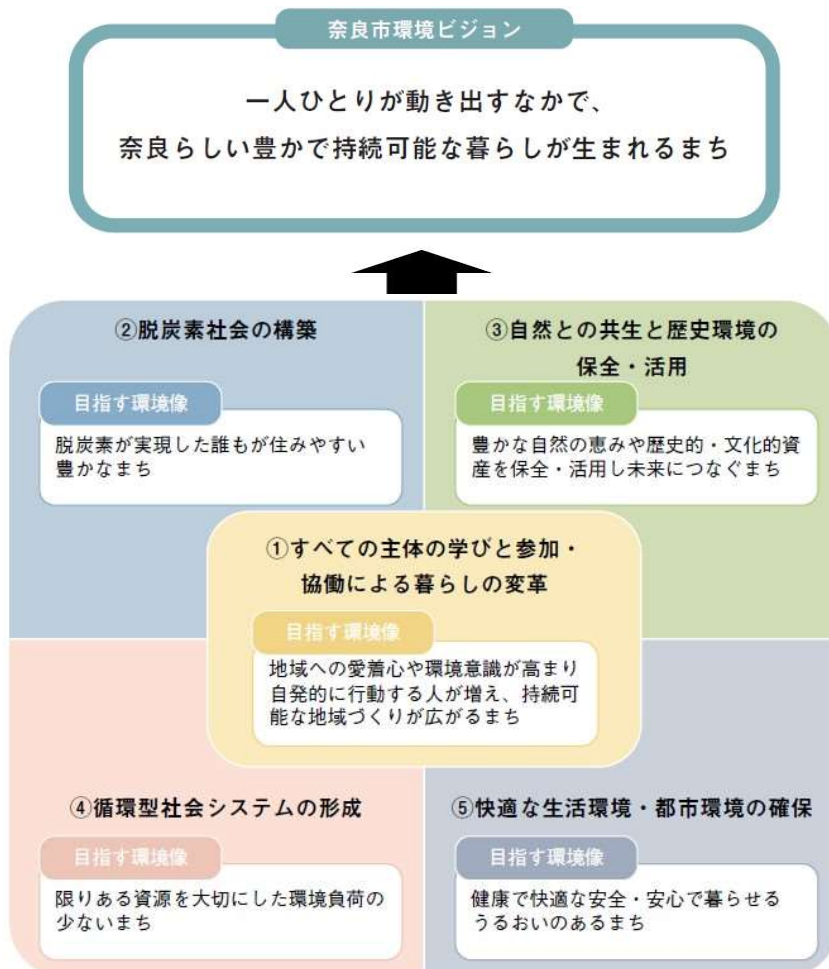 奈良市環境ビジョン
一人ひとりが動き出すなかで、
奈良らしい豊かで持続可能な暮らしが生まれるまち
②脱炭素社会の構築
目指す環境像
脱炭素が実現した誰もが住みやすい
豊かなまち
③自然との共生と歴史環境の
保全・活用
目指す環境像
豊かな自然の恵みや歴史的・文化的資
産を保全・活用し未来につなぐまち
①すべての主体の学びと参加・
協働による暮らしの変革
目指す環境像
地域への愛着心や環境意識が高まり
自発的に行動する人が増え、持続可
能な地域づくりが広がるまち
④循環型社会システムの形成
目指す環境像
限りある資源を大切にした環境負荷の
少ないまち
⑤快適な生活環境・都市環境の確保
目指す環境像
健康で快適な安全・安心で暮らせる
うるおいのあるまち